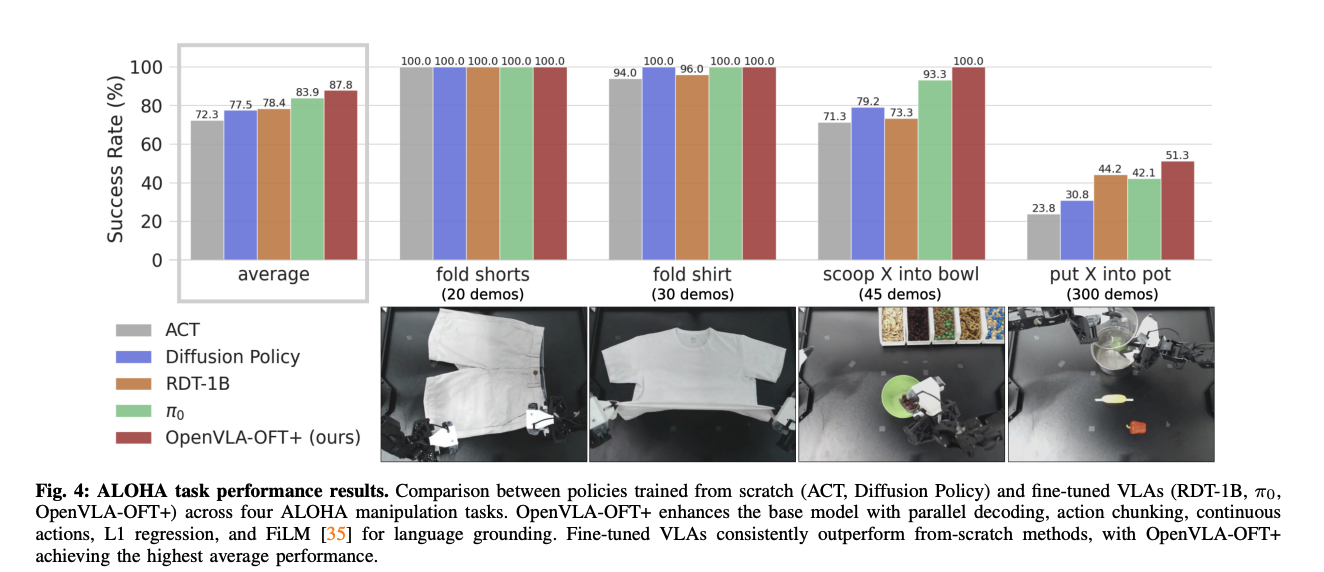 Success Rate (%)
100
80
60
40
20
0
72.3 77.5 78.4 83.9 87.8
100.0 100.0 100.0 100.0 100.0
94.0 100.0 96.0 100.0 100.0
71.3 79.2 73.3 93.3 100.0
23.8 30.8 44.2 42.1 51.3
average
fold shorts
(20 demos)
fold shirt
(30 demos)
scoop X into bowl
(45 demos)
put X into pot
(300 demos)
ACT
Diffusion Policy
RDT-1B
π₀
OpenVLA-OFT+ (ours)
Fig. 4: ALOHA task performance results. Comparison between policies trained from scratch (ACT, Diffusion Policy) and fine-tuned VLAs (RDT-1B, π₀,
OpenVLA-OFT+) across four ALOHA manipulation tasks. OpenVLA-OFT+ enhances the base model with parallel decoding, action chunking, continuous
actions, L1 regression, and FiLM [35] for language grounding. Fine-tuned VLAs consistently outperform from-scratch methods, with OpenVLA-OFT+
achieving the highest average performance.